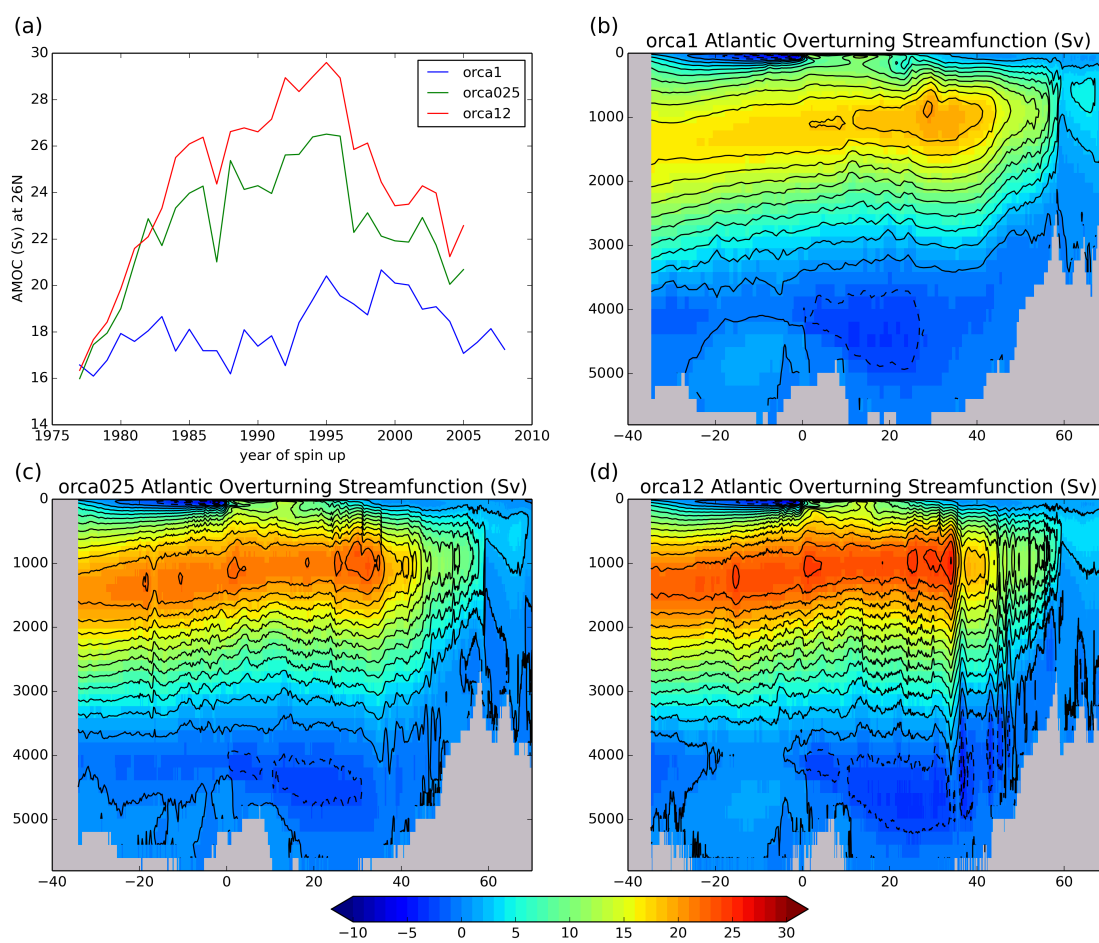 (a)
30
28
26
24
22
20
18
16
14
AMOC (Sv) at 26N
1975 1980 1985 1990 1995 2000 2005 2010
year of spin up
orca1
orca025
orca12
(b)
orca1 Atlantic Overturning Streamfunction (Sv)
0
1000
2000
3000
4000
5000
−40 −20 0 20 40 60
(c)
orca025 Atlantic Overturning Streamfunction (Sv)
0
1000
2000
3000
4000
5000
−40 −20 0 20 40 60
(d)
orca12 Atlantic Overturning Streamfunction (Sv)
0
1000
2000
3000
4000
5000
−40 −20 0 20 40 60
−10 −5 0 5 10 15 20 25 30